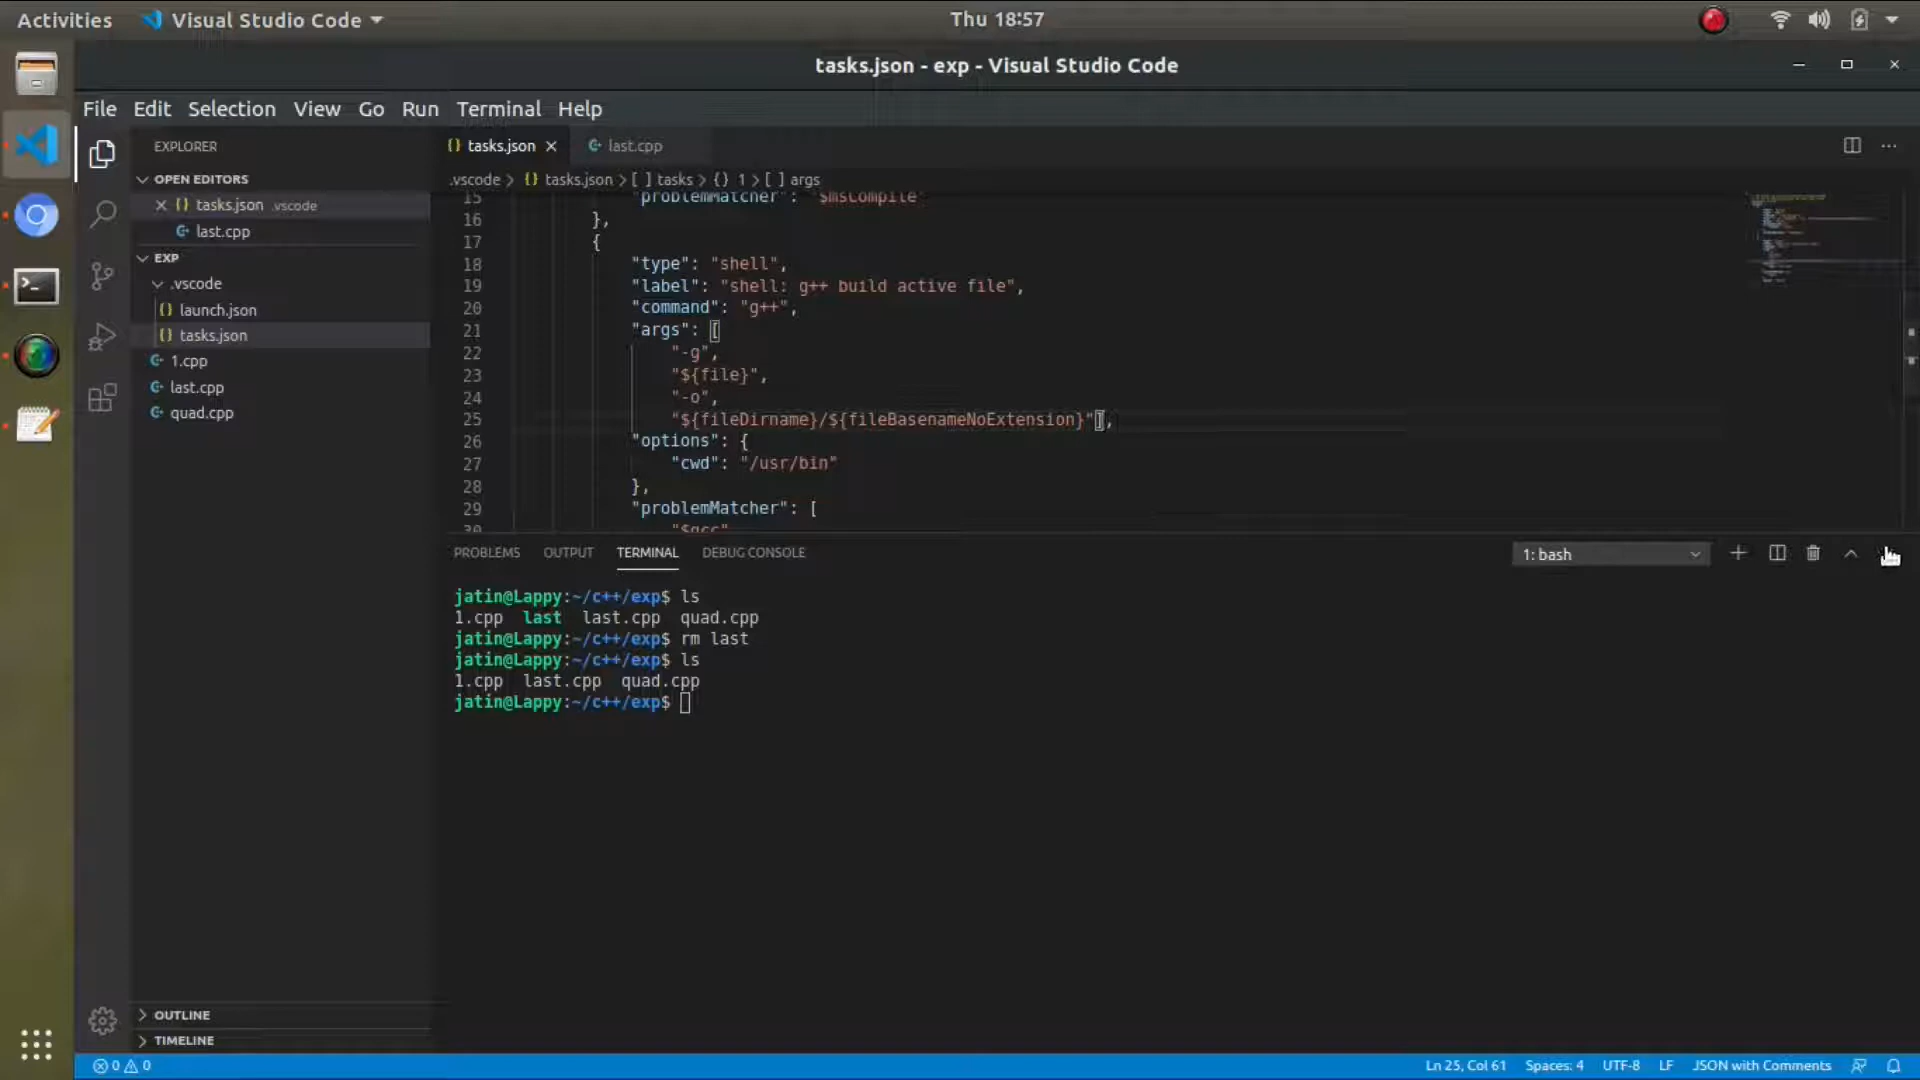 Activities
Visual Studio Code
Thu 18:57
tasks.json - exp - Visual Studio Code
File Edit Selection View Go Run Terminal Help
EXPLORER
OPEN EDITORS
tasks.json .vscode
last.cpp
EXP
.vscode
launch.json
tasks.json
1.cpp
last.cpp
quad.cpp
OUTLINE
TIMELINE
{} tasks.json
last.cpp
.vscode > {} tasks.json > [ ] tasks > {} 1 > [ ] args
15 "problemMatcher": "$msCompile"
16 },
17 {
18 "type": "shell",
19 "label": "shell: g++ build active file",
20 "command": "g++",
21 "args": [
22 "-g",
23 "${file}",
24 "-o",
25 "${fileDirname}/${fileBasenameNoExtension}"],
26 "options": {
27 "cwd": "/usr/bin"
28 },
29 "problemMatcher": [
30 "$gcc"
PROBLEMS OUTPUT TERMINAL DEBUG CONSOLE
1: bash
jatin@Lappy:~/c++/exp$ ls
1.cpp last last.cpp quad.cpp
jatin@Lappy:~/c++/exp$ rm last
jatin@Lappy:~/c++/exp$ ls
1.cpp last.cpp quad.cpp
jatin@Lappy:~/c++/exp$
0 0
Ln 25, Col 61 Spaces: 4 UTF-8 LF JSON with Comments